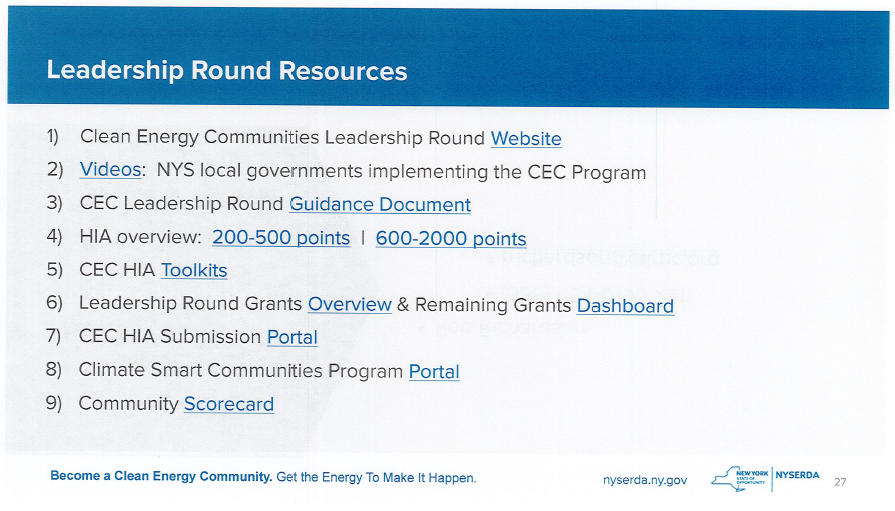 Leadership Round Resources
1) Clean Energy Communities Leadership Round Website
2) Videos: NYS local governments implementing the CEC Program
3) CEC Leadership Round Guidance Document
4) HIA overview: 200-500 points | 600-2000 points
5) CEC HIA Toolkits
6) Leadership Round Grants Overview & Remaining Grants Dashboard
7) CEC HIA Submission Portal
8) Climate Smart Communities Program Portal
9) Community Scorecard
Become a Clean Energy Community. Get the Energy To Make It Happen.
nyserda.ny.gov
NEW YORK
STATE OF
OPPORTUNITY
NYSERDA
27